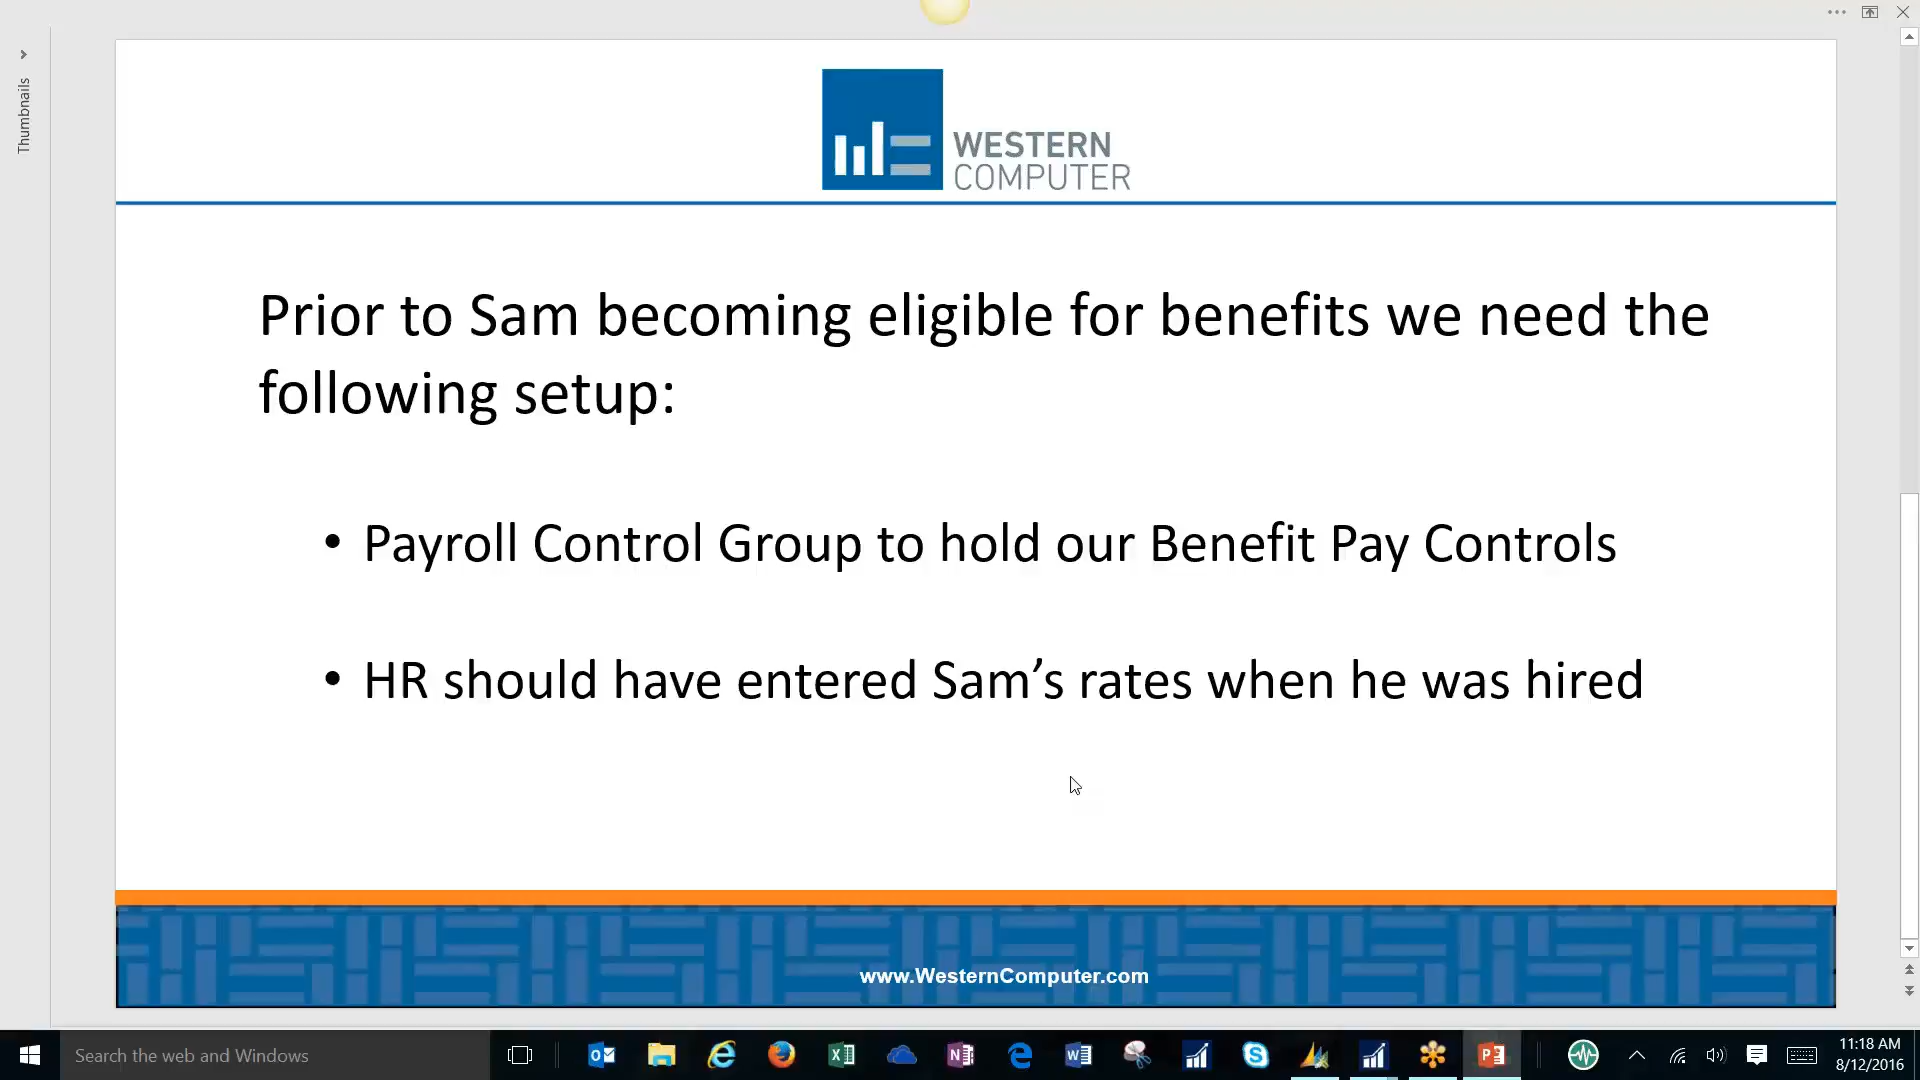 Thumbnails
WESTERN
COMPUTER
Prior to Sam becoming eligible for benefits we need the
following setup:
• Payroll Control Group to hold our Benefit Pay Controls
• HR should have entered Sam’s rates when he was hired
www.WesternComputer.com
Search the web and Windows
11:18 AM
8/12/2016